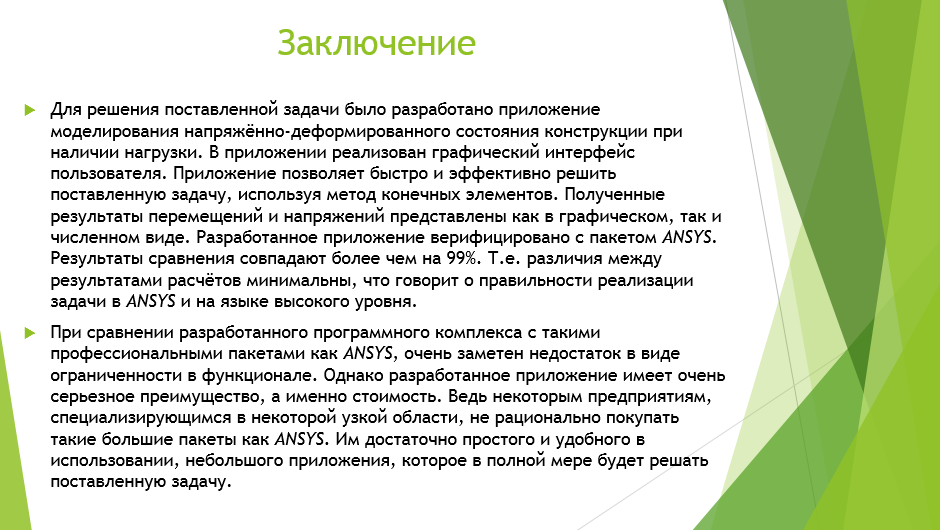 Заключение
Для решения поставленной задачи было разработано приложение
моделирования напряжённо-деформированного состояния конструкции при
наличии нагрузки. В приложении реализован графический интерфейс
пользователя. Приложение позволяет быстро и эффективно решить
поставленную задачу, используя метод конечных элементов. Полученные
результаты перемещений и напряжений представлены как в графическом, так и
численном виде. Разработанное приложение верифицировано с пакетом ANSYS.
Результаты сравнения совпадают более чем на 99%. Т.е. различия между
результатами расчётов минимальны, что говорит о правильности реализации
задачи в ANSYS и на языке высокого уровня.
При сравнении разработанного программного комплекса с такими
профессиональными пакетами как ANSYS, очень заметен недостаток в виде
ограниченности в функционале. Однако разработанное приложение имеет очень
серьезное преимущество, а именно стоимость. Ведь некоторым предприятиям,
специализирующимся в некоторой узкой области, не рационально покупать
такие большие пакеты как ANSYS. Им достаточно простого и удобного в
использовании, небольшого приложения, которое в полной мере будет решать
поставленную задачу.